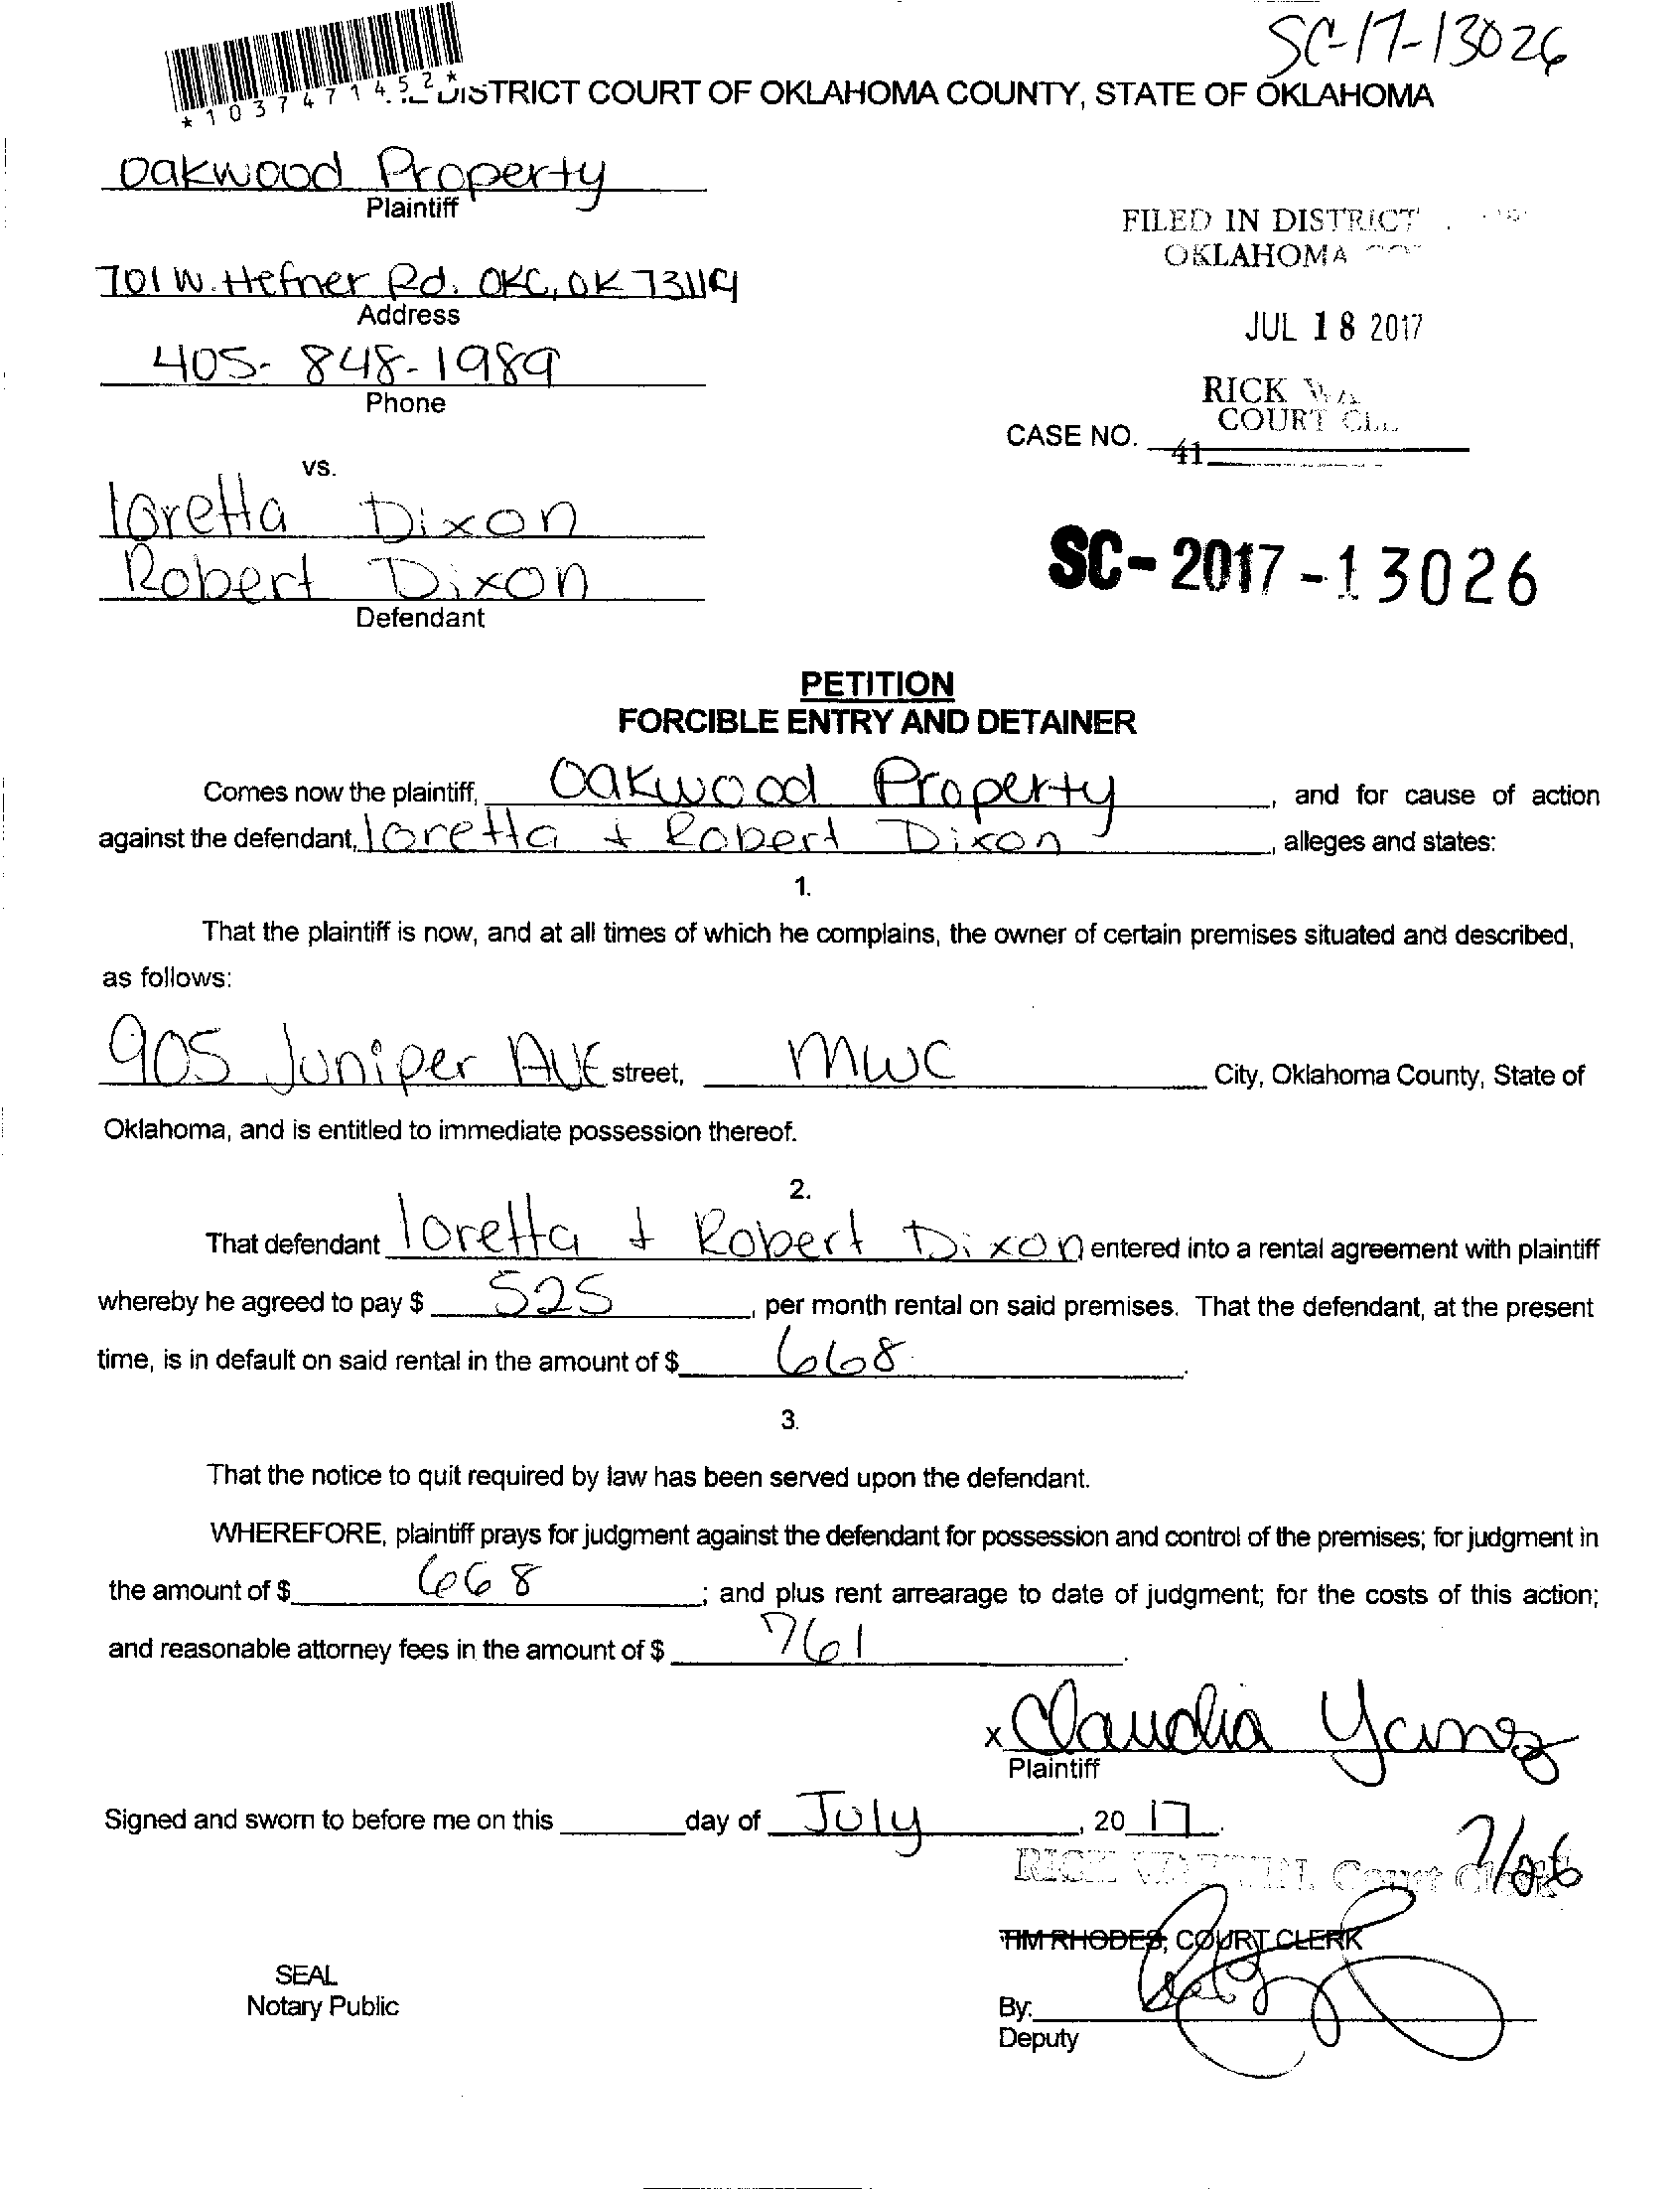 SC-17-13026
*1037471452*
DISTRICT COURT OF OKLAHOMA COUNTY, STATE OF OKLAHOMA
Oakwood Property
Plaintiff
FILED IN DISTRICT
OKLAHOMA
701 W. Hefner Rd. OKC, OK 73114
Address
JUL 18 2017
405-848-1989
Phone
RICK
COURT
CASE NO.
41
vs.
loretta Dixon
Robert Dixon
Defendant
SC-2017-13026
PETITION
FORCIBLE ENTRY AND DETAINER
Comes now the plaintiff, Oakwood Property, and for cause of action
against the defendant, loretta + Robert Dixon, alleges and states:
1.
That the plaintiff is now, and at all times of which he complains, the owner of certain premises situated and described,
as follows:
905 Juniper AVE street, MWC City, Oklahoma County, State of
Oklahoma, and is entitled to immediate possession thereof.
2.
That defendant loretta + Robert Dixon entered into a rental agreement with plaintiff
whereby he agreed to pay $ 525, per month rental on said premises. That the defendant, at the present
time, is in default on said rental in the amount of $ 668.
3.
That the notice to quit required by law has been served upon the defendant.
WHEREFORE, plaintiff prays for judgment against the defendant for possession and control of the premises; for judgment in
the amount of $ 668; and plus rent arrearage to date of judgment; for the costs of this action;
and reasonable attorney fees in the amount of $ 761.
x Claudia Yanez
Plaintiff
Signed and sworn to before me on this day of July, 20 17.
RICK WARREN, Court Clerk
TIM RHODES, COURT CLERK
SEAL
Notary Public
By:
Deputy